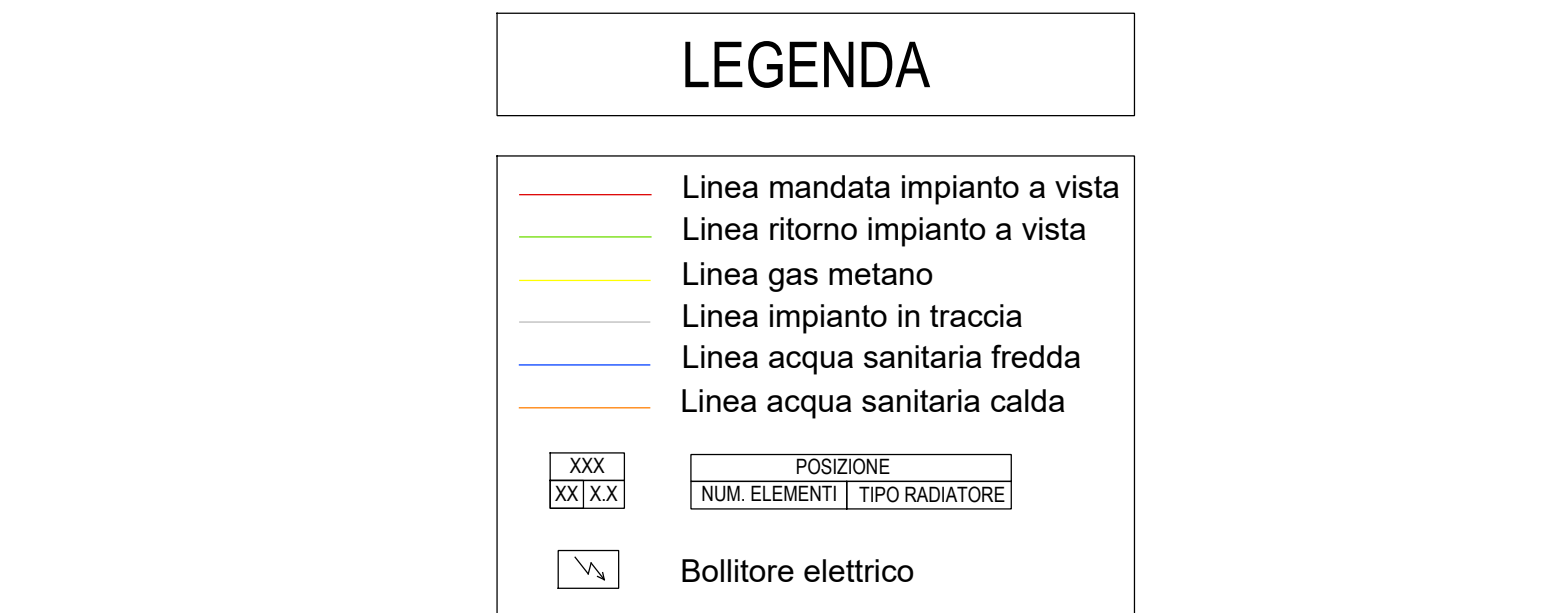 LEGENDA
Linea mandata impianto a vista
Linea ritorno impianto a vista
Linea gas metano
Linea impianto in traccia
Linea acqua sanitaria fredda
Linea acqua sanitaria calda
XXX POSIZIONE
XX X.X NUM. ELEMENTI TIPO RADIATORE
Bollitore elettrico